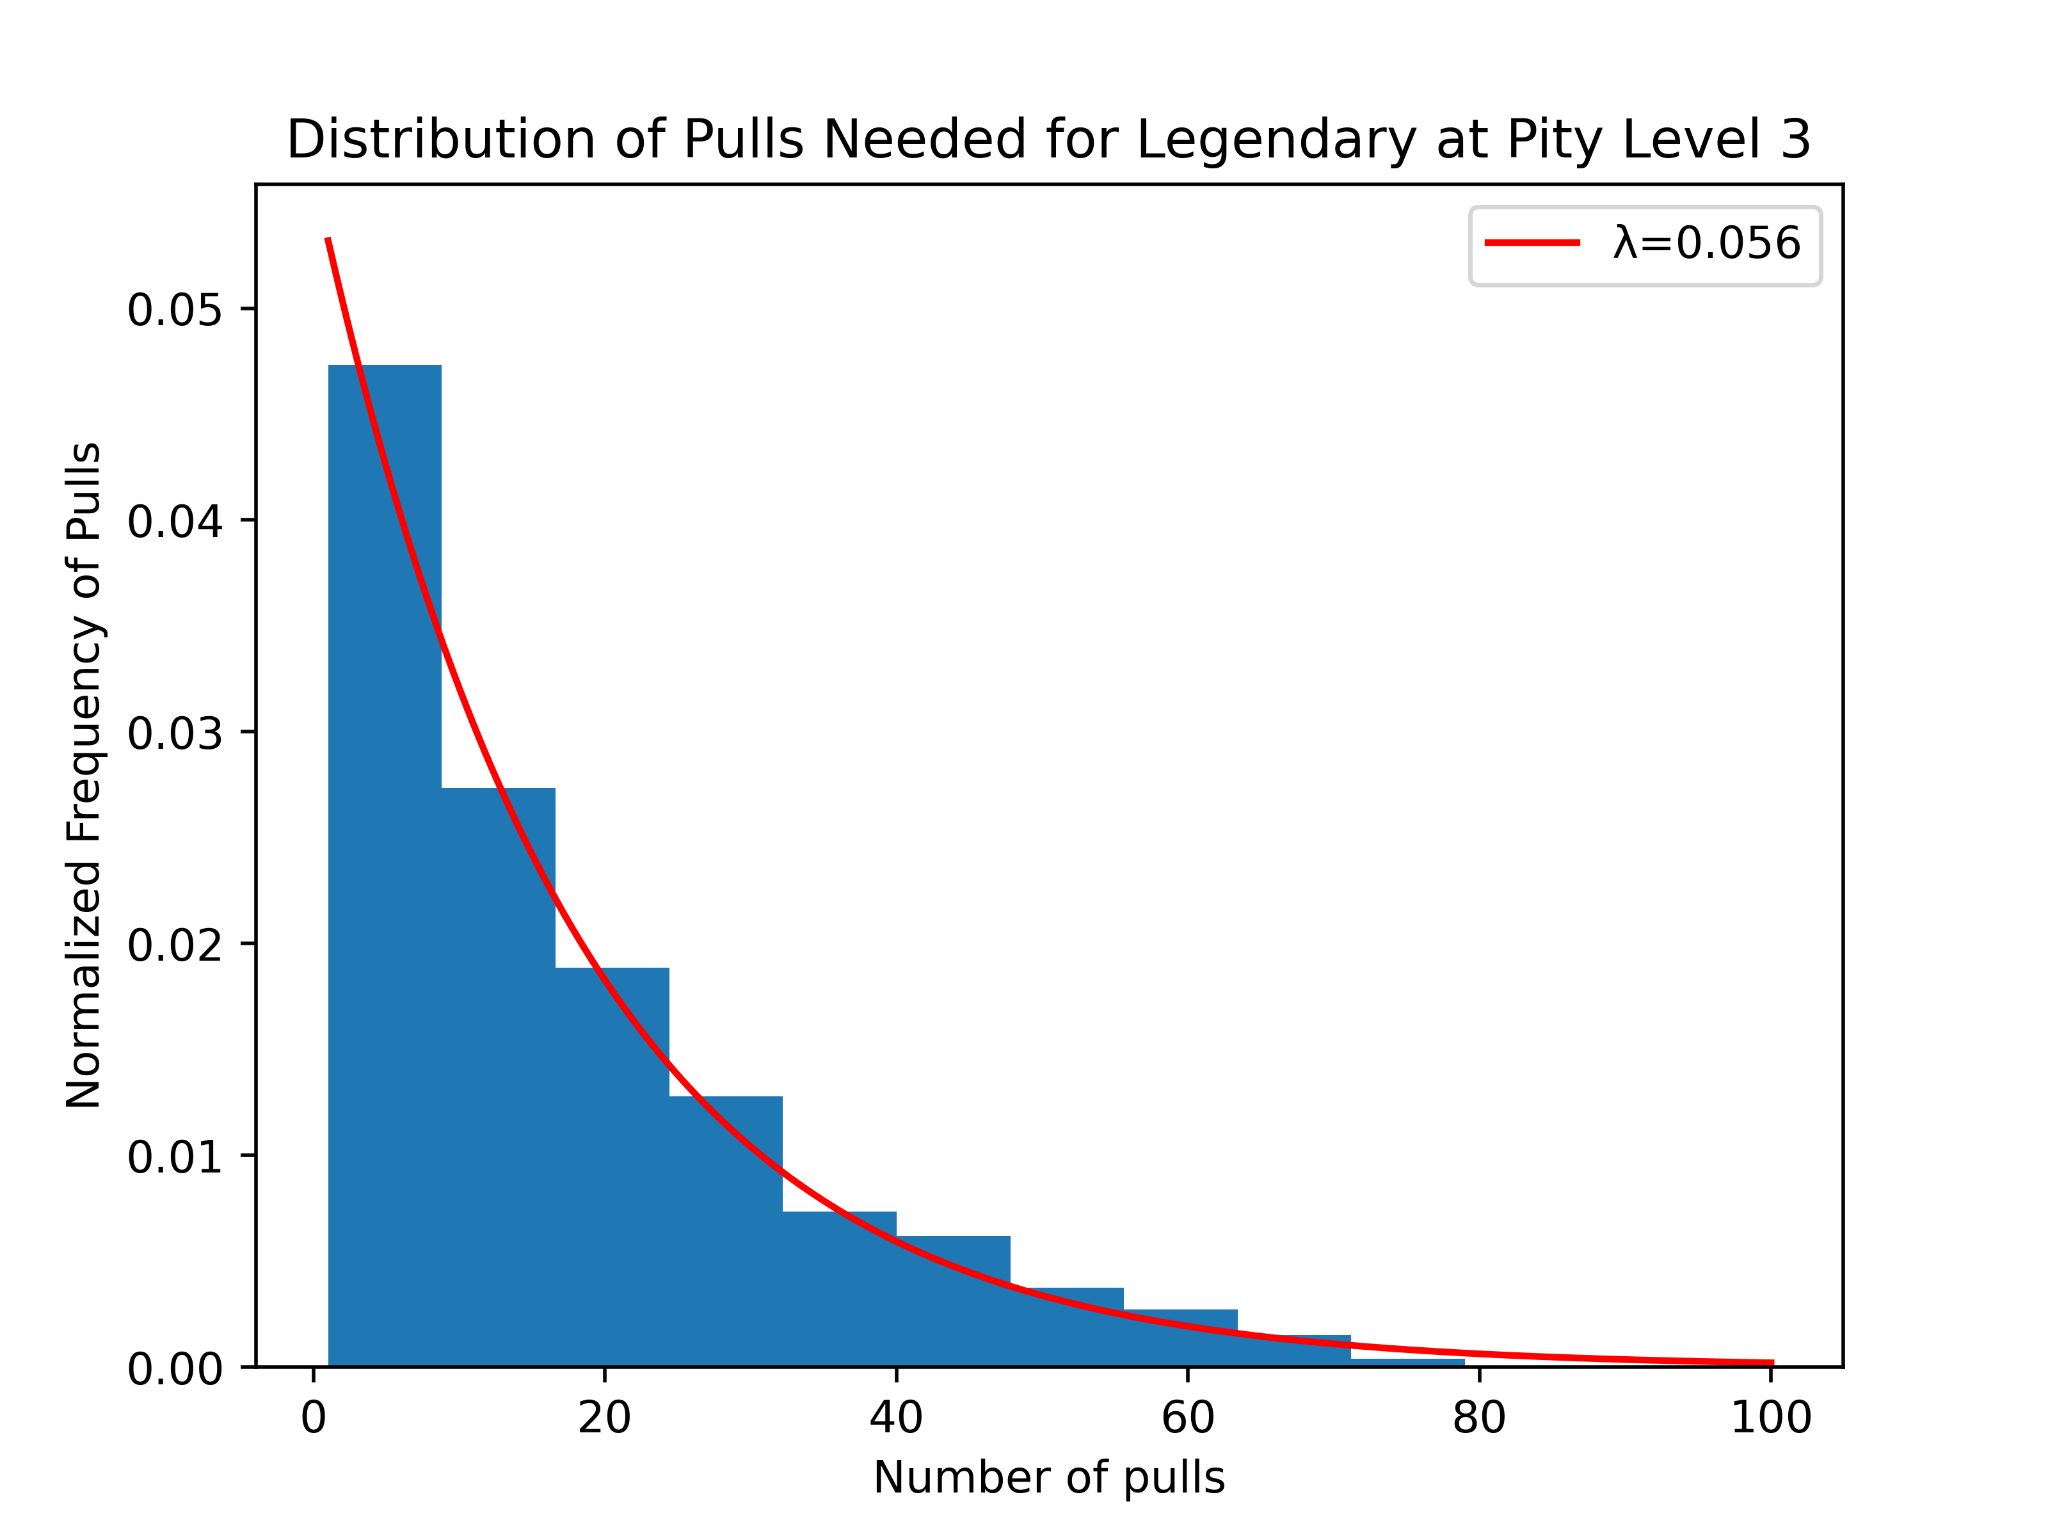 Distribution of Pulls Needed for Legendary at Pity Level 3
λ=0.056
Normalized Frequency of Pulls
0.05
0.04
0.03
0.02
0.01
0.00
0 20 40 60 80 100
Number of pulls